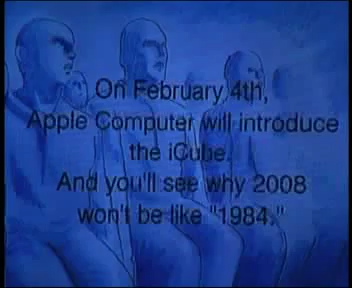 On February 4th,
Apple Computer will introduce
the iCube.
And you'll see why 2008
won't be like "1984."